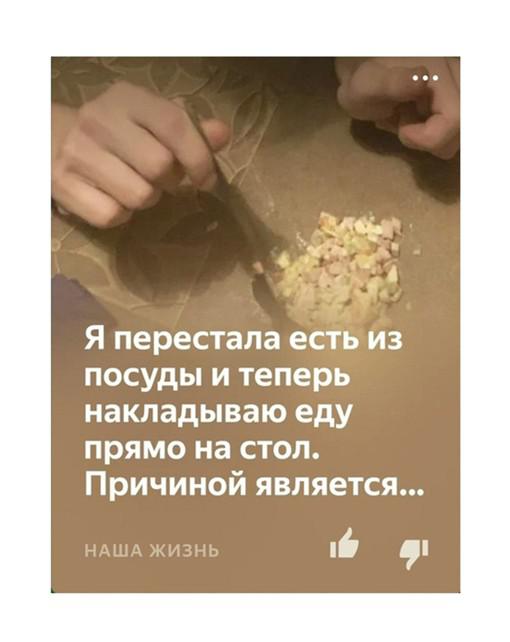 Я перестала есть из
посуды и теперь
накладываю еду
прямо на стол.
Причиной является...
НАША ЖИЗНЬ